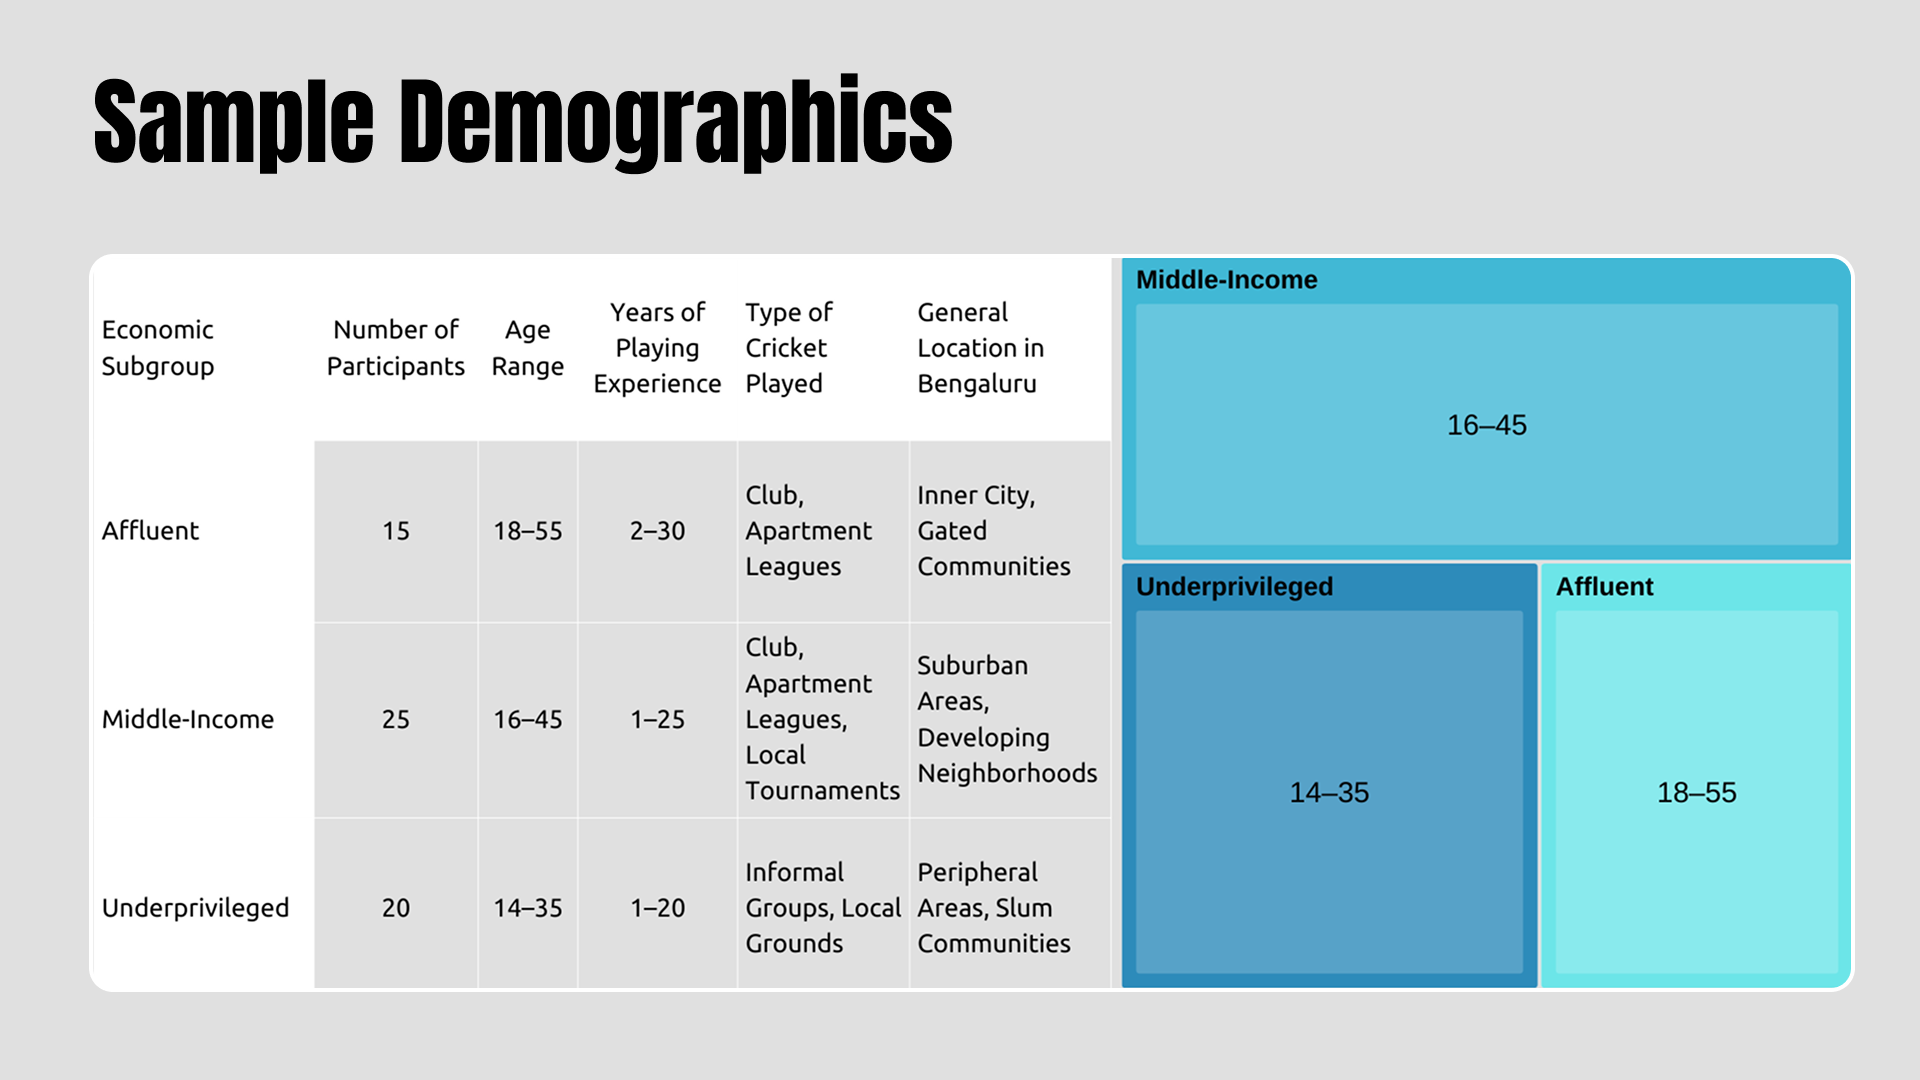 Sample Demographics
Economic
Subgroup
Number of
Participants
Age
Range
Years of
Playing
Experience
Type of
Cricket
Played
General
Location in
Bengaluru
Affluent
15
18–55
2–30
Club,
Apartment
Leagues
Inner City,
Gated
Communities
Middle-Income
25
16–45
1–25
Club,
Apartment
Leagues,
Local
Tournaments
Suburban
Areas,
Developing
Neighborhoods
Underprivileged
20
14–35
1–20
Informal
Groups, Local
Grounds
Peripheral
Areas, Slum
Communities
Middle-Income
16–45
Underprivileged
14–35
Affluent
18–55